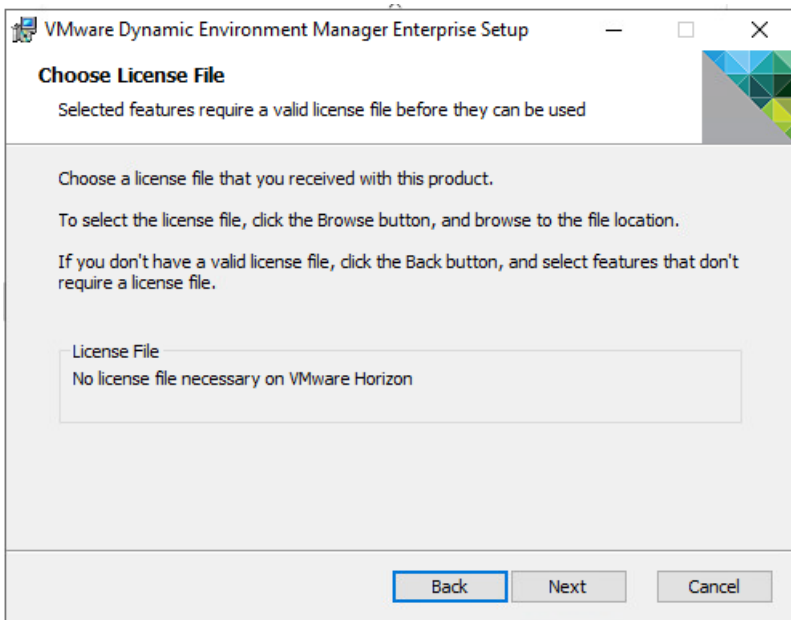 VMware Dynamic Environment Manager Enterprise Setup
Choose License File
Selected features require a valid license file before they can be used
Choose a license file that you received with this product.
To select the license file, click the Browse button, and browse to the file location.
If you don't have a valid license file, click the Back button, and select features that don't
require a license file.
License File
No license file necessary on VMware Horizon
Back
Next
Cancel